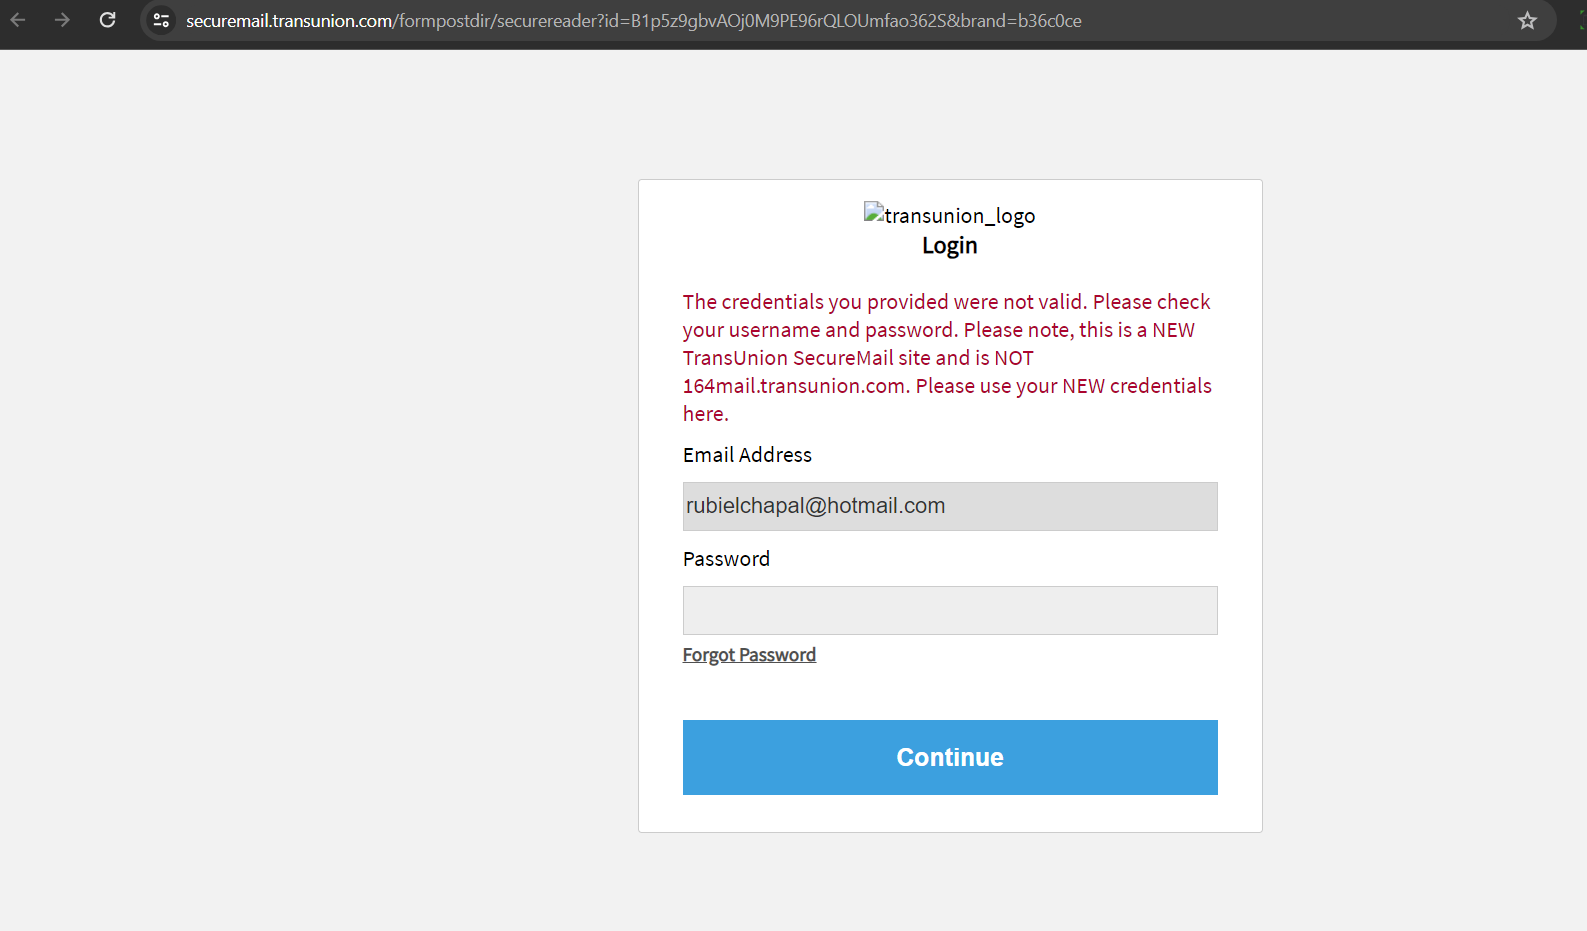 securemail.transunion.com/formpostdir/securereader?id=B1p5z9gbvAOj0M9PE96rQLOUmfao362S&brand=b36c0ce
transunion_logo
Login
The credentials you provided were not valid. Please check
your username and password. Please note, this is a NEW
TransUnion SecureMail site and is NOT
164mail.transunion.com. Please use your NEW credentials
here.
Email Address
rubielchapal@hotmail.com
Password
Forgot Password
Continue